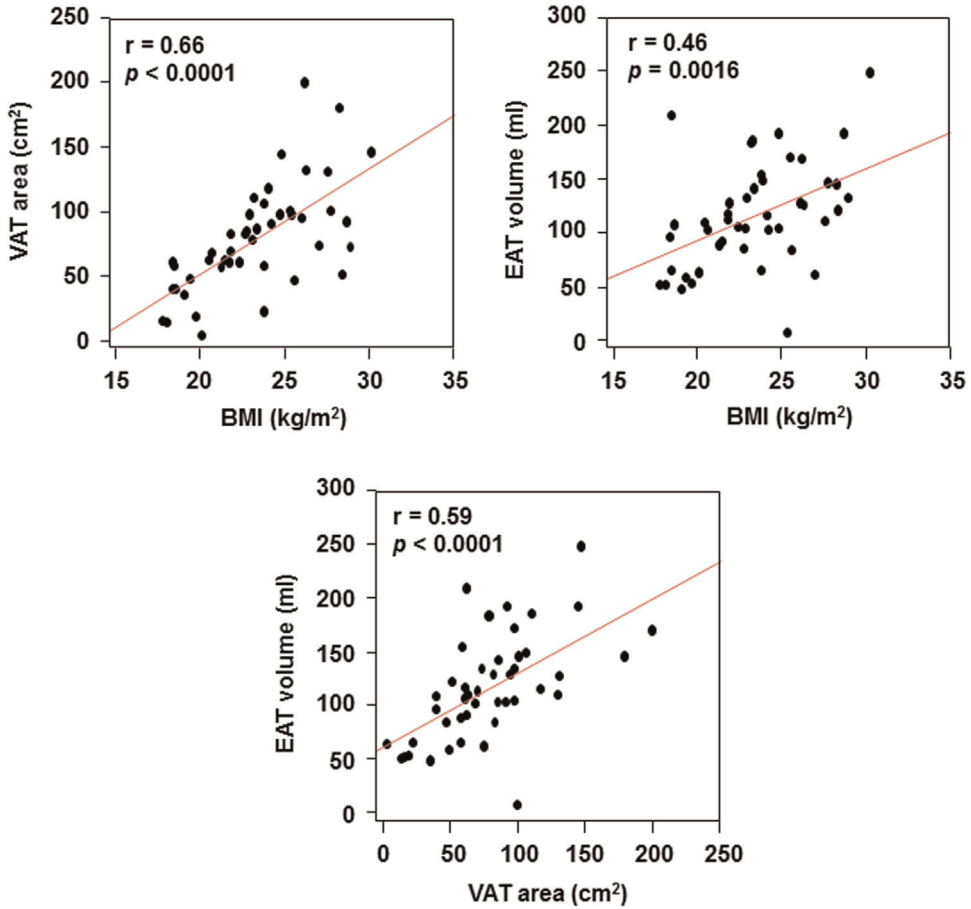 250
200
150
100
50
0
VAT area (cm²)
r = 0.66
p < 0.0001
15 20 25 30 35
BMI (kg/m²)
300
250
200
150
100
50
0
EAT volume (ml)
r = 0.46
p = 0.0016
15 20 25 30 35
BMI (kg/m²)
300
250
200
150
100
50
0
EAT volume (ml)
r = 0.59
p < 0.0001
0 50 100 150 200 250
VAT area (cm²)